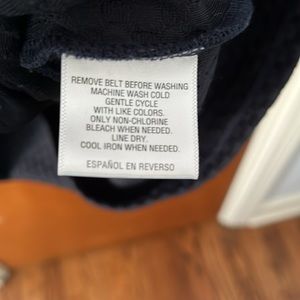 REMOVE BELT BEFORE WASHING
MACHINE WASH COLD
GENTLE CYCLE
WITH LIKE COLORS.
ONLY NON-CHLORINE
BLEACH WHEN NEEDED.
LINE DRY.
COOL IRON WHEN NEEDED.
ESPAÑOL EN REVERSO